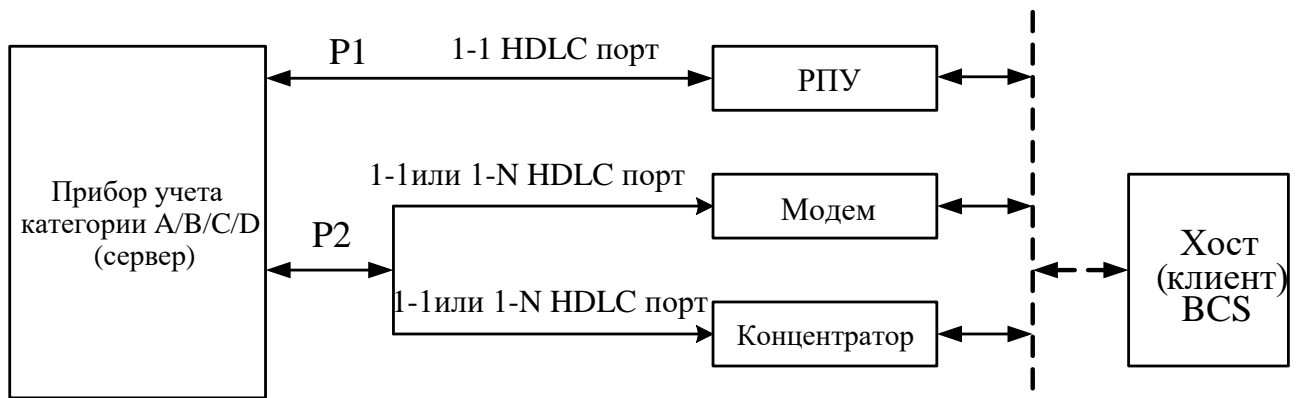 P1
1-1 HDLC порт
РПУ
Прибор учета
категории А/В/С/D
(сервер)
P2
1-1или 1-N HDLC порт
Модем
1-1или 1-N HDLC порт
Концентратор
Хост
(клиент)
BCS